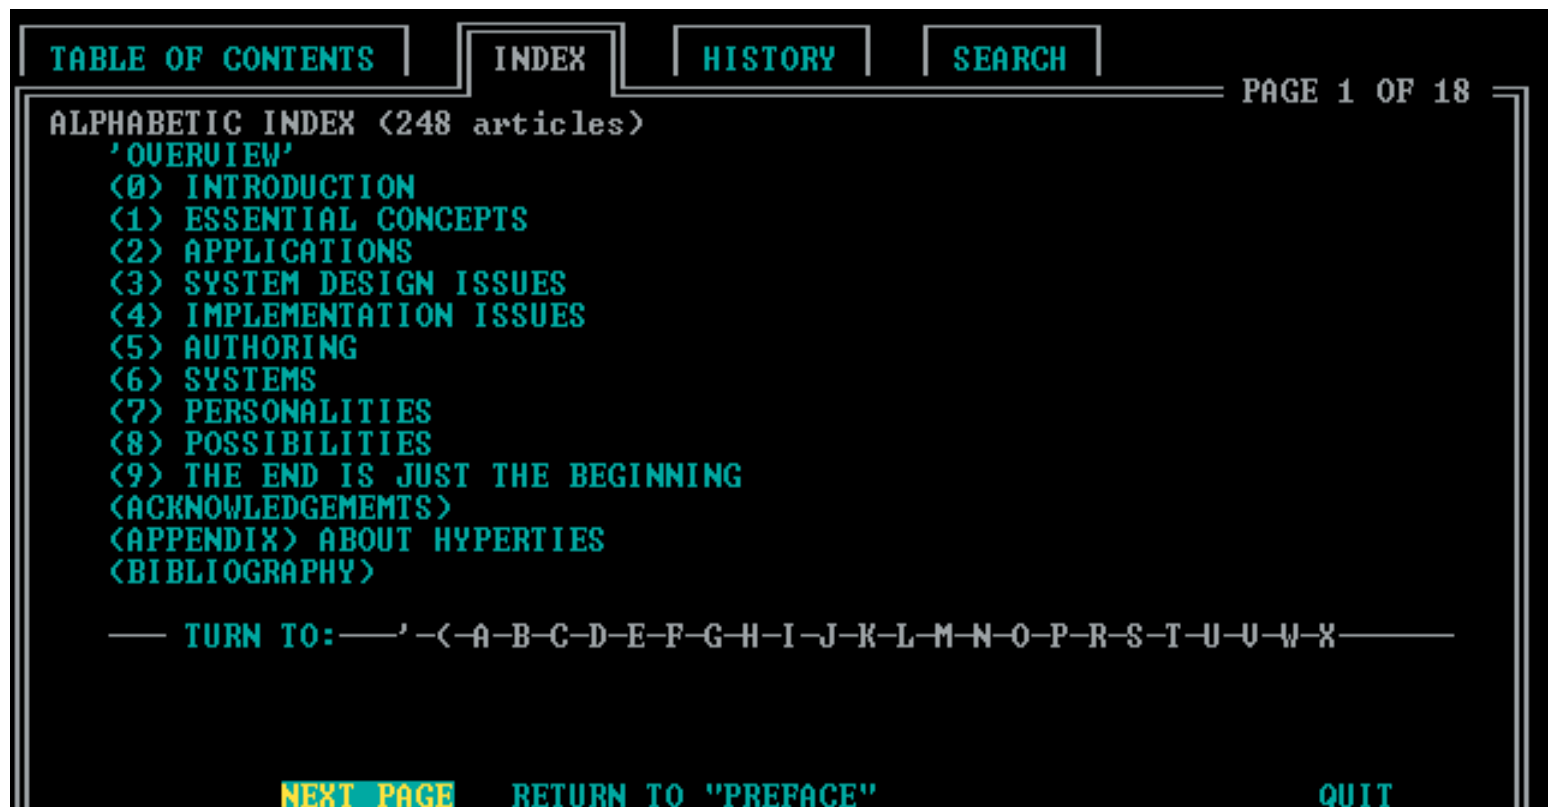 TABLE OF CONTENTS INDEX HISTORY SEARCH
PAGE 1 OF 18
ALPHABETIC INDEX (248 articles)
'OVERVIEW'
(0) INTRODUCTION
(1) ESSENTIAL CONCEPTS
(2) APPLICATIONS
(3) SYSTEM DESIGN ISSUES
(4) IMPLEMENTATION ISSUES
(5) AUTHORING
(6) SYSTEMS
(7) PERSONALITIES
(8) POSSIBILITIES
(9) THE END IS JUST THE BEGINNING
(ACKNOWLEDGEMEMTS)
(APPENDIX) ABOUT HYPERTIES
(BIBLIOGRAPHY)
── TURN TO:───'-(-A-B-C-D-E-F-G-H-I-J-K-L-M-N-O-P-R-S-T-U-V-W-X──────
NEXT PAGE RETURN TO "PREFACE" QUIT